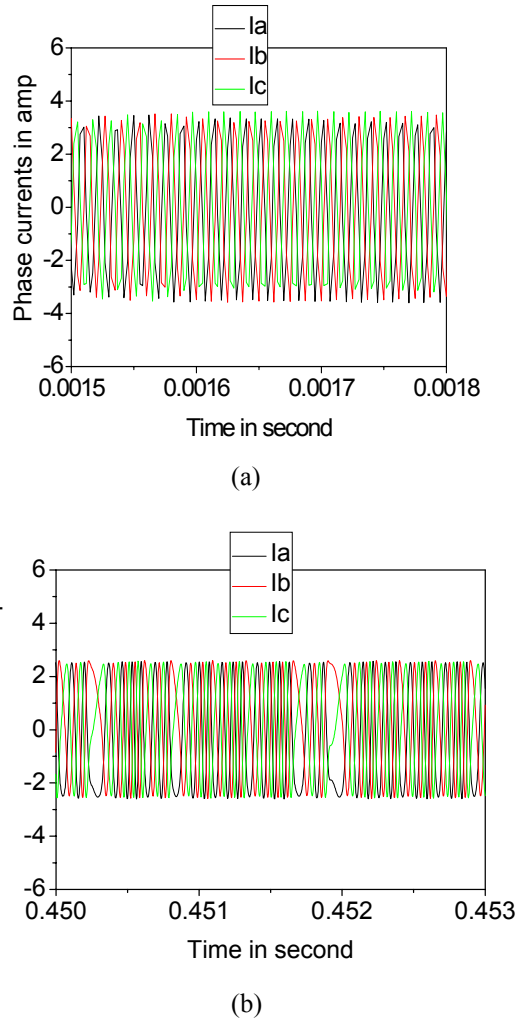 Ia
Ib
Ic
6
4
2
0
-2
-4
-6
Phase currents in amp
0.0015 0.0016 0.0017 0.0018
Time in second
(a)
Ia
Ib
Ic
6
4
2
0
-2
-4
-6
0.450 0.451 0.452 0.453
Time in second
(b)